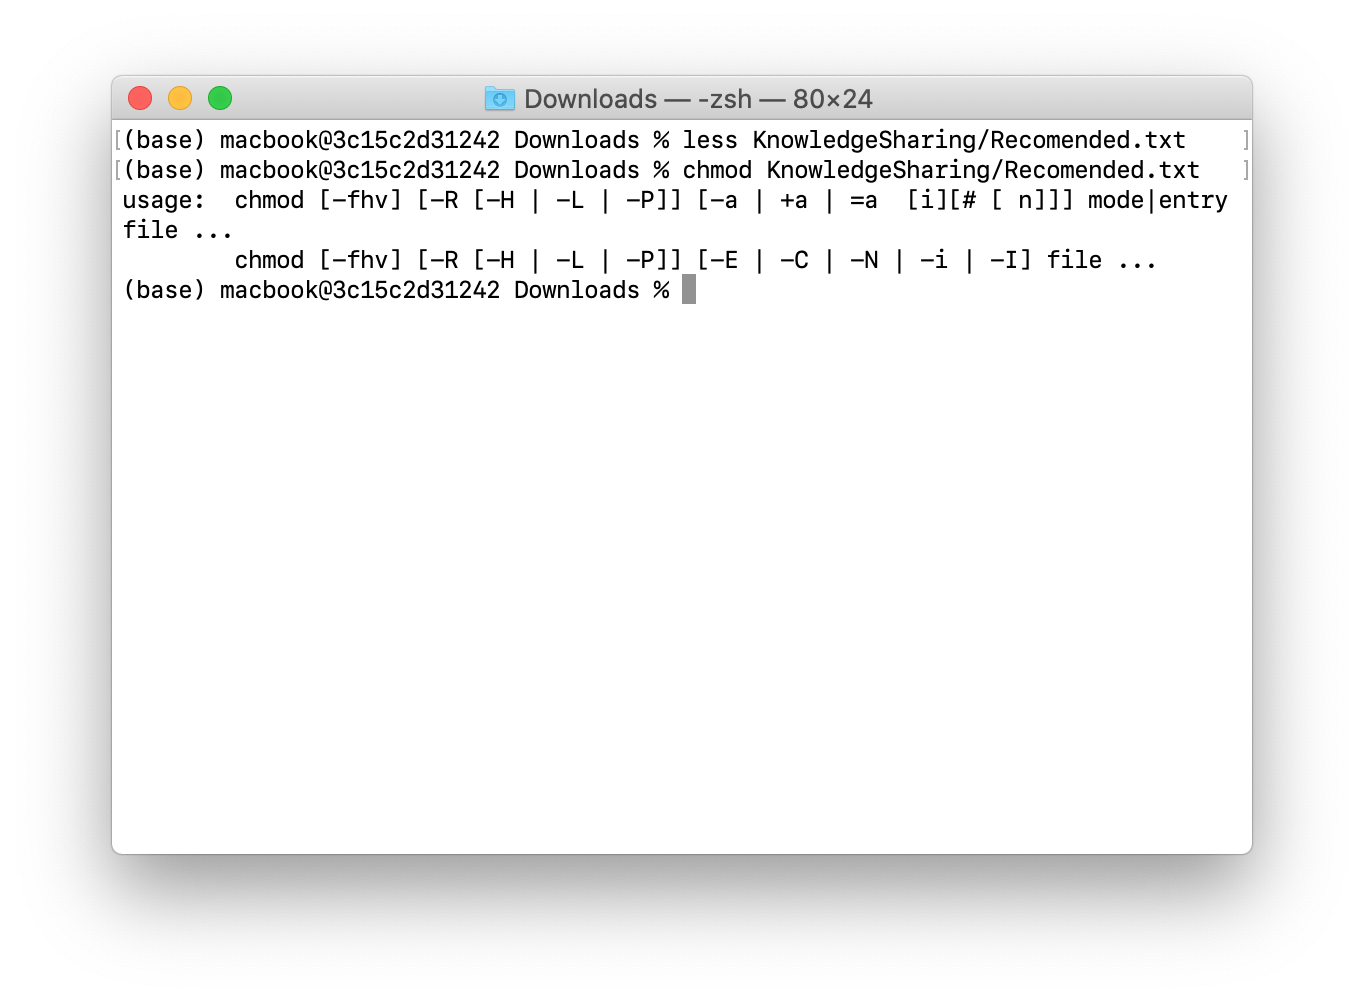 Downloads — -zsh — 80×24
[(base) macbook@3c15c2d31242 Downloads % less KnowledgeSharing/Recomended.txt    ]
[(base) macbook@3c15c2d31242 Downloads % chmod KnowledgeSharing/Recomended.txt   ]
usage:  chmod [-fhv] [-R [-H | -L | -P]] [-a | +a | =a  [i][# [ n]]] mode|entry
file ...
        chmod [-fhv] [-R [-H | -L | -P]] [-E | -C | -N | -i | -I] file ...
(base) macbook@3c15c2d31242 Downloads %